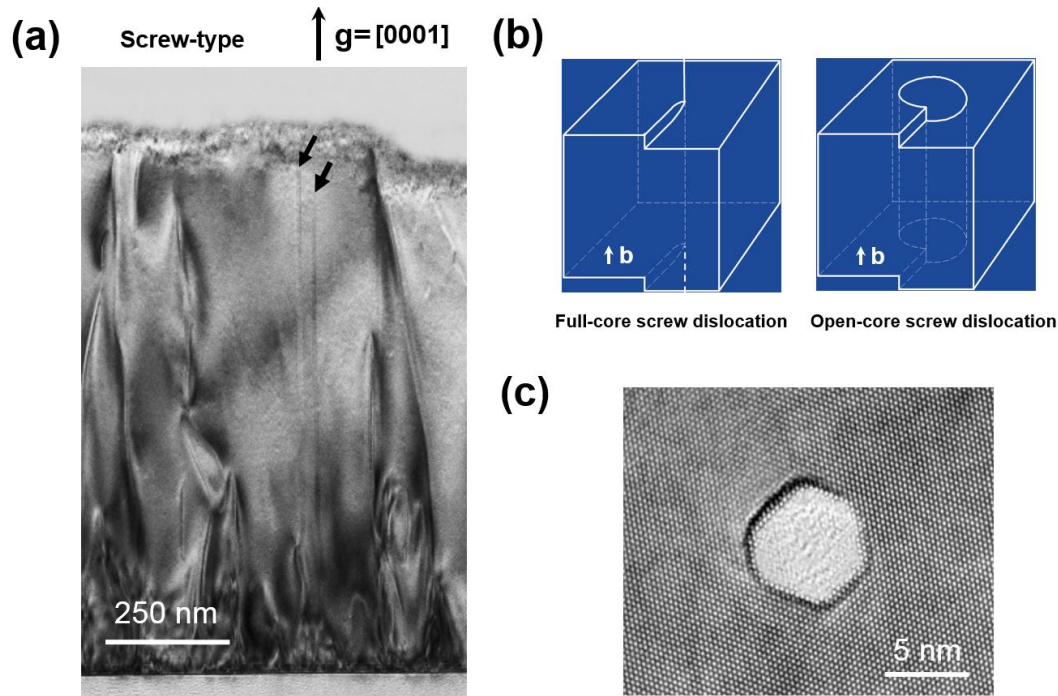 (a)
Screw-type
g= [0001]
250 nm
(b)
b
b
Full-core screw dislocation
Open-core screw dislocation
(c)
5 nm